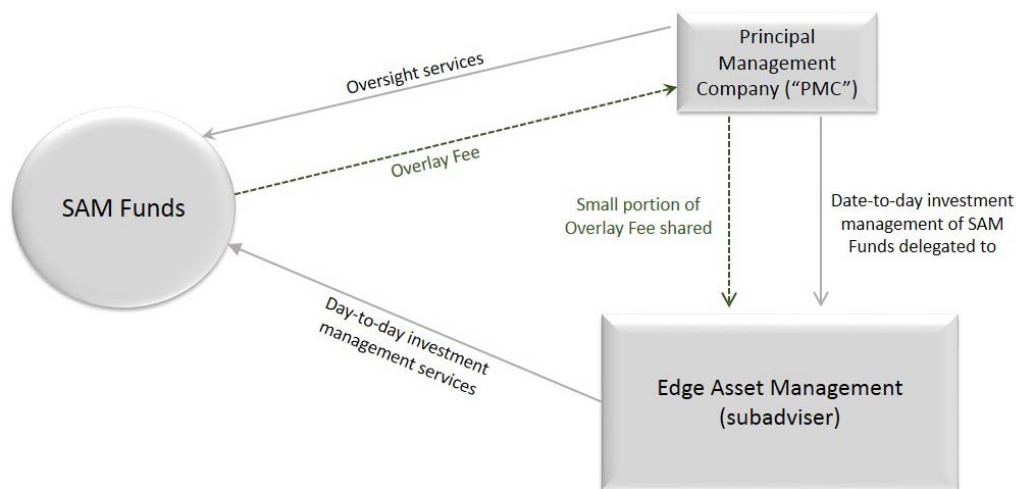 Principal
Management
Company (“PMC”)
Oversight services
Overlay Fee
SAM Funds
Small portion of
Overlay Fee shared
Date-to-day investment
management of SAM
Funds delegated to
Day-to-day investment
management services
Edge Asset Management
(subadviser)